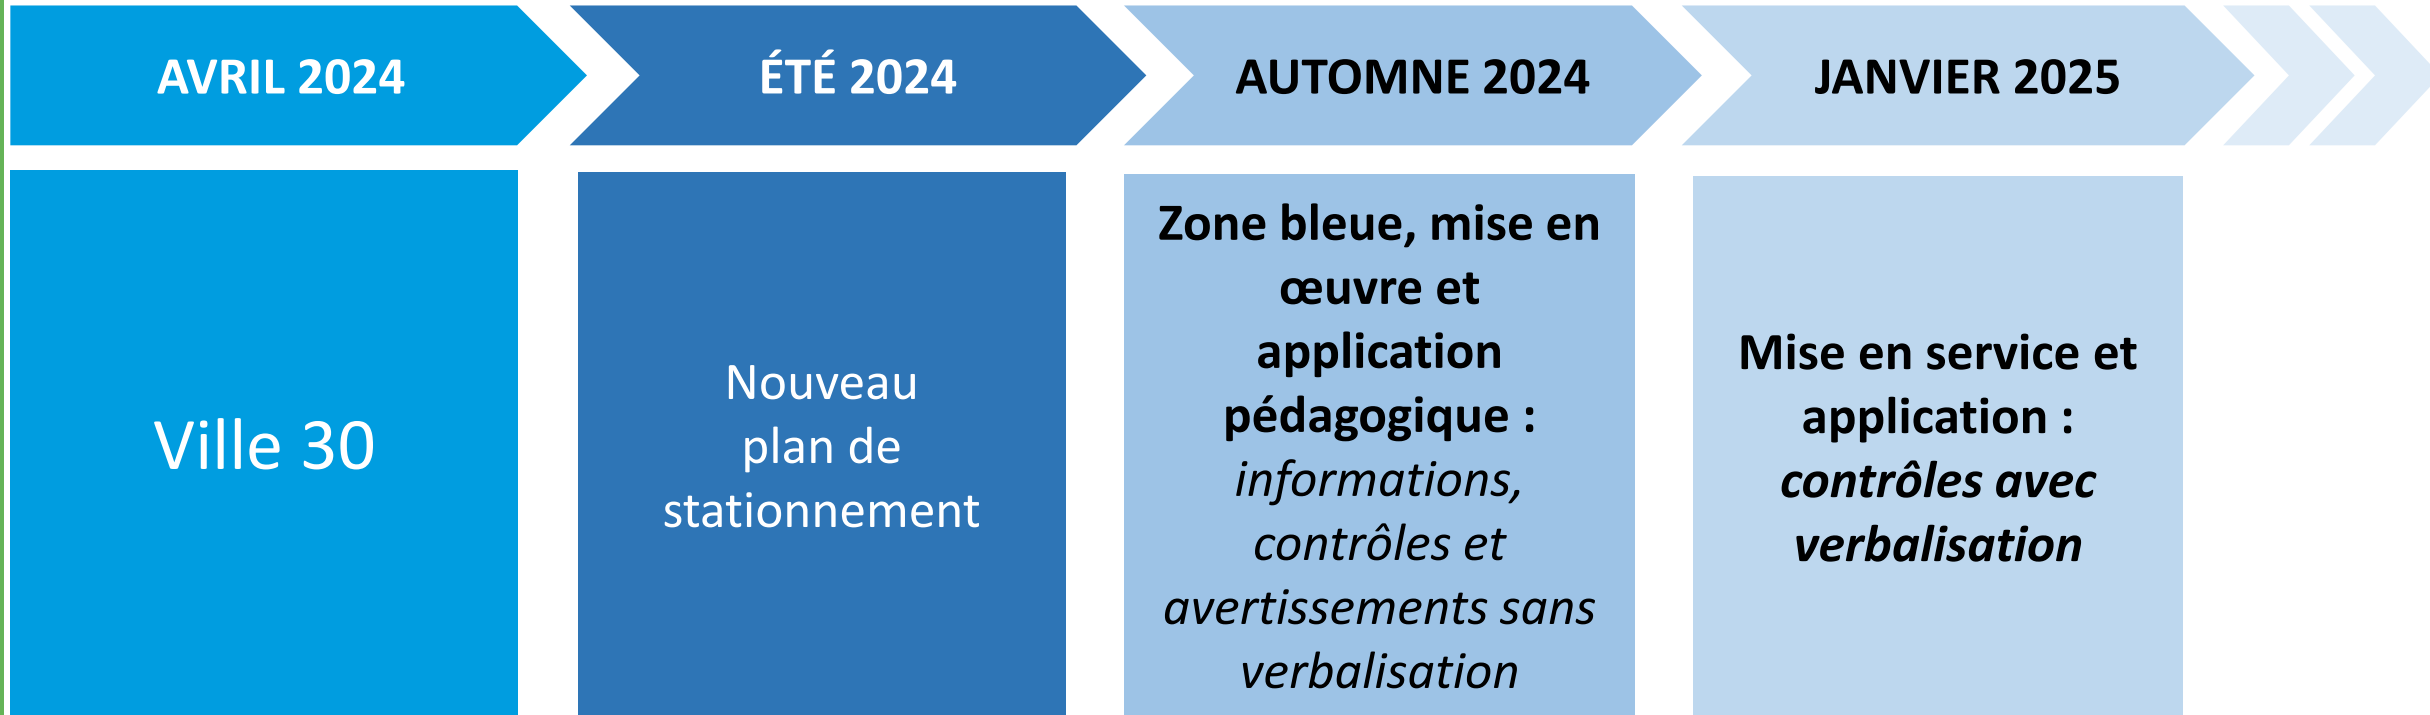 AVRIL 2024
ÉTÉ 2024
AUTOMNE 2024
JANVIER 2025
Ville 30
Nouveau
plan de
stationnement
Zone bleue, mise en
œuvre et
application
pédagogique :
informations,
contrôles et
avertissements sans
verbalisation
Mise en service et
application :
contrôles avec
verbalisation